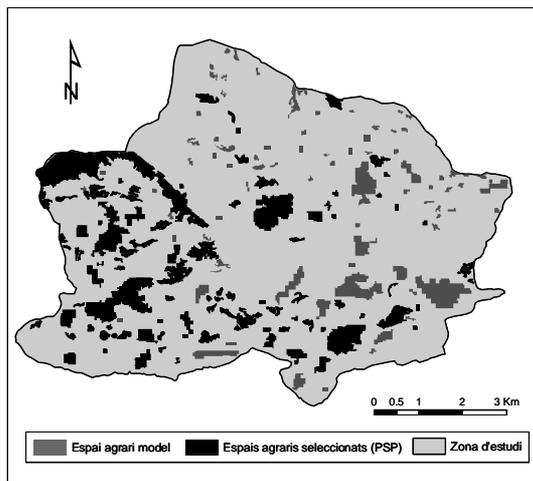 N
0 0.5 1 2 3 Km
Espai agrari model Espais agraris seleccionats (PSP) Zona d'estudi